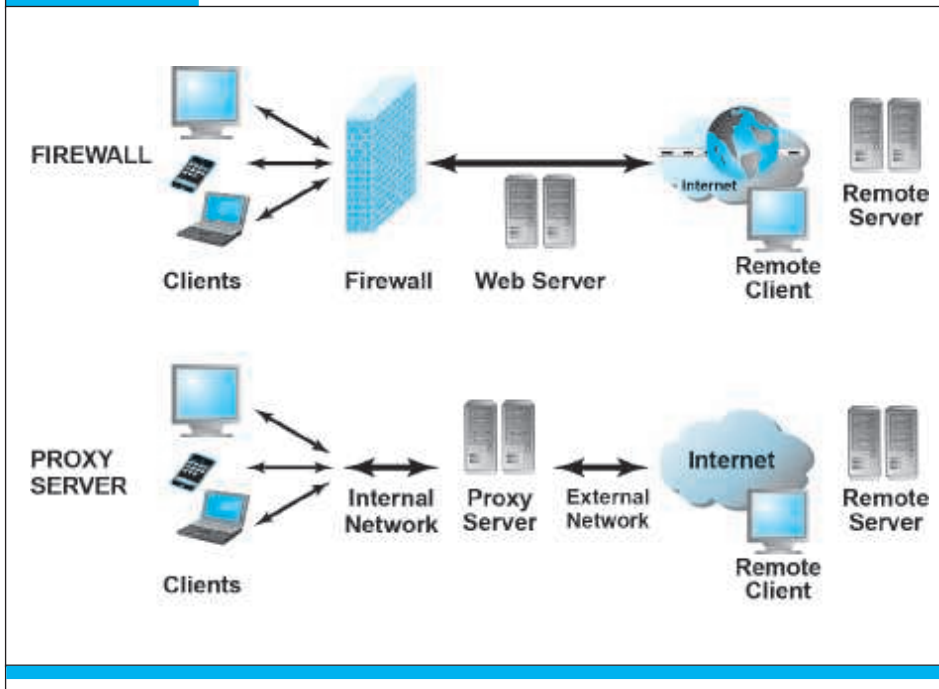 FIREWALL
Internet
Remote
Server
Clients
Firewall
Web Server
Remote
Client
PROXY
SERVER
Internal
Network
Proxy
Server
External
Network
Internet
Remote
Server
Clients
Remote
Client